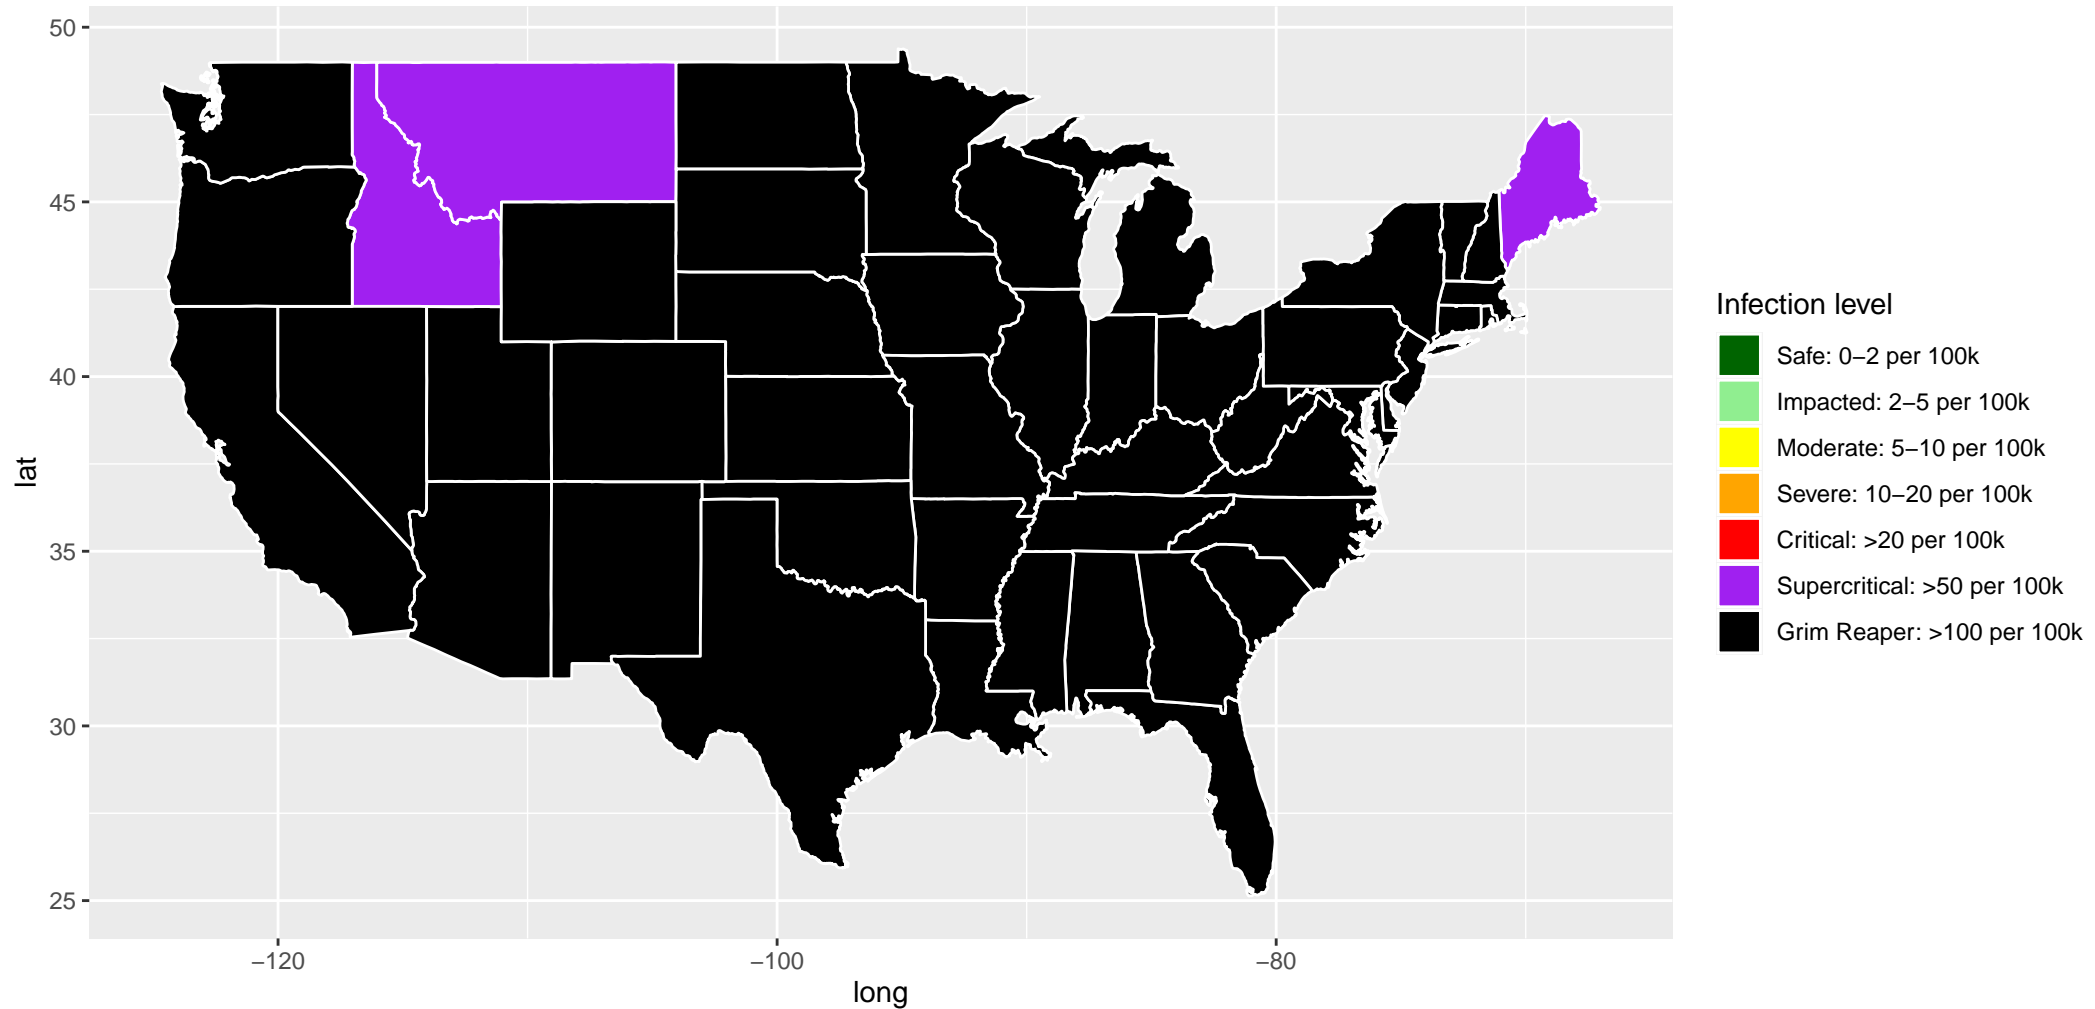 50
45
40
35
30
25
lat
−120
−100
−80
long
Infection level
Safe: 0−2 per 100k
Impacted: 2−5 per 100k
Moderate: 5−10 per 100k
Severe: 10−20 per 100k
Critical: >20 per 100k
Supercritical: >50 per 100k
Grim Reaper: >100 per 100k